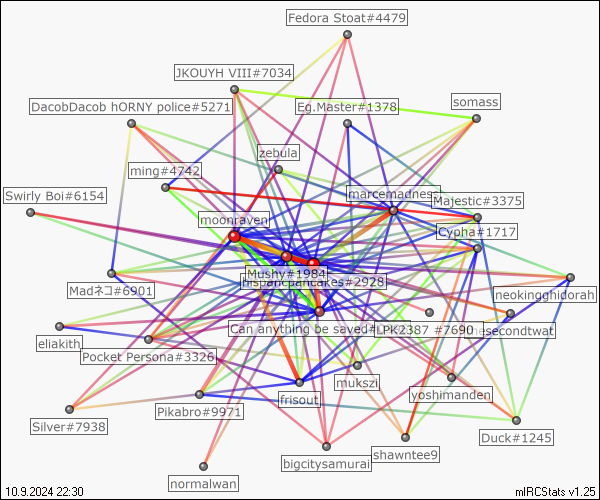 Fedora Stoat#4479
JKOUYH VIII#7034
DacobDacob hORNY police#5271
Eg.Master#1378
somass
zebula
ming#4742
marcemadness
Swirly Boi#6154
Majestic#3375
moonraven
Cypha#1717
Mushy#1984
hispanicpancakes#2928
Madネコ#6901
neokingghidorah
Can anything be saved
LPK2387 #7690
esecondtwat
eliakith
Pocket Persona#3326
mukszi
yoshimanden
frisout
Pikabro#9971
Silver#7938
Duck#1245
shawntee9
bigcitysamurai
normalwan
10.9.2024 22:30
mIRCStats v1.25